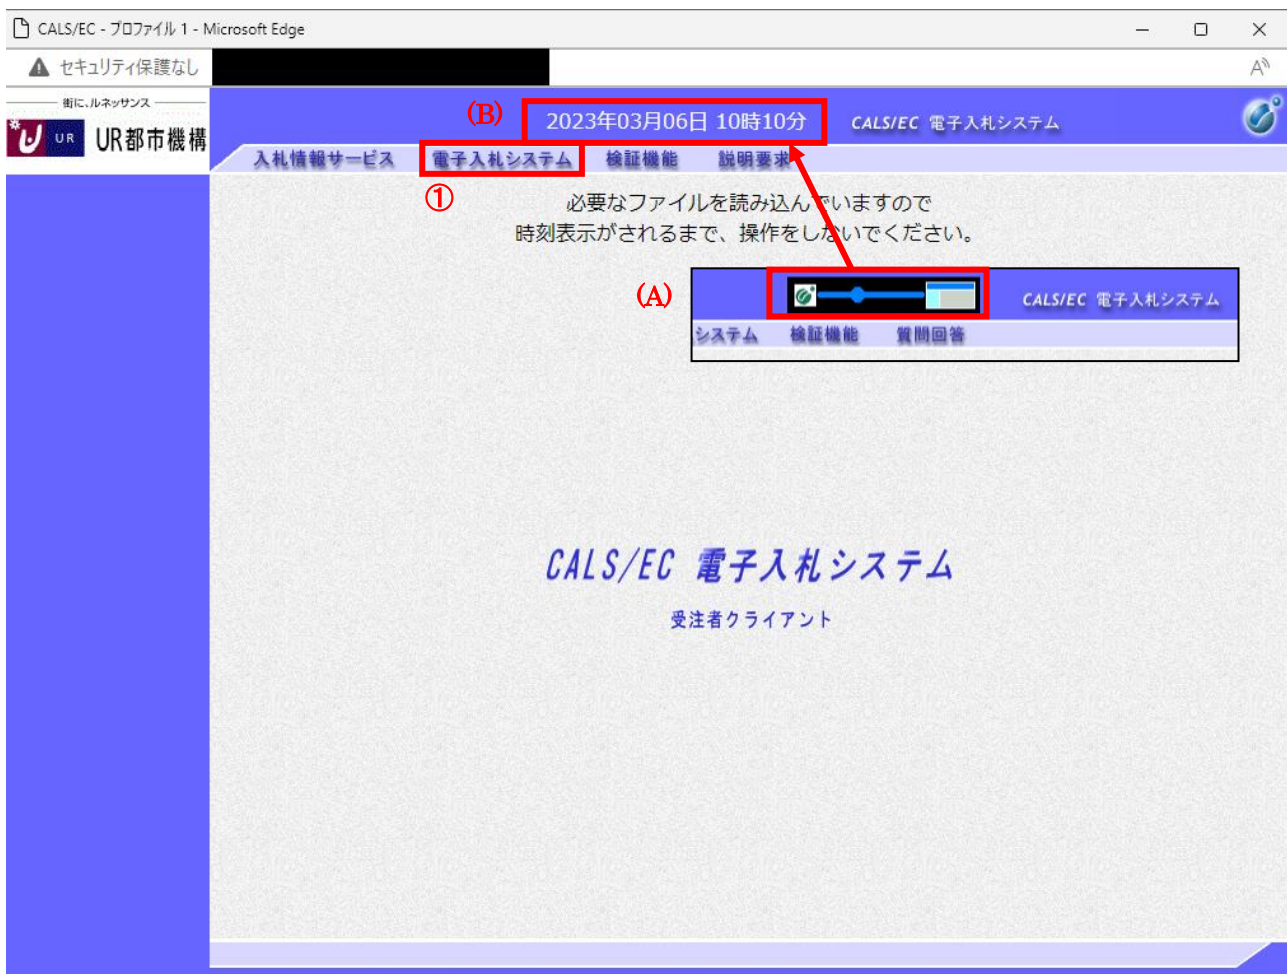 CALS/EC - プロファイル 1 - Microsoft Edge
セキュリティ保護なし
街に、ルネッサンス
UR UR都市機構
(B) 2023年03月06日 10時10分 CALS/EC 電子入札システム
入札情報サービス 電子入札システム 検証機能 説明要求
①
必要なファイルを読み込んでいますので
時刻表示がされるまで、操作をしないでください。
(A)
CALS/EC 電子入札システム
システム 検証機能 質問回答
CALS/EC 電子入札システム
受注者クライアント